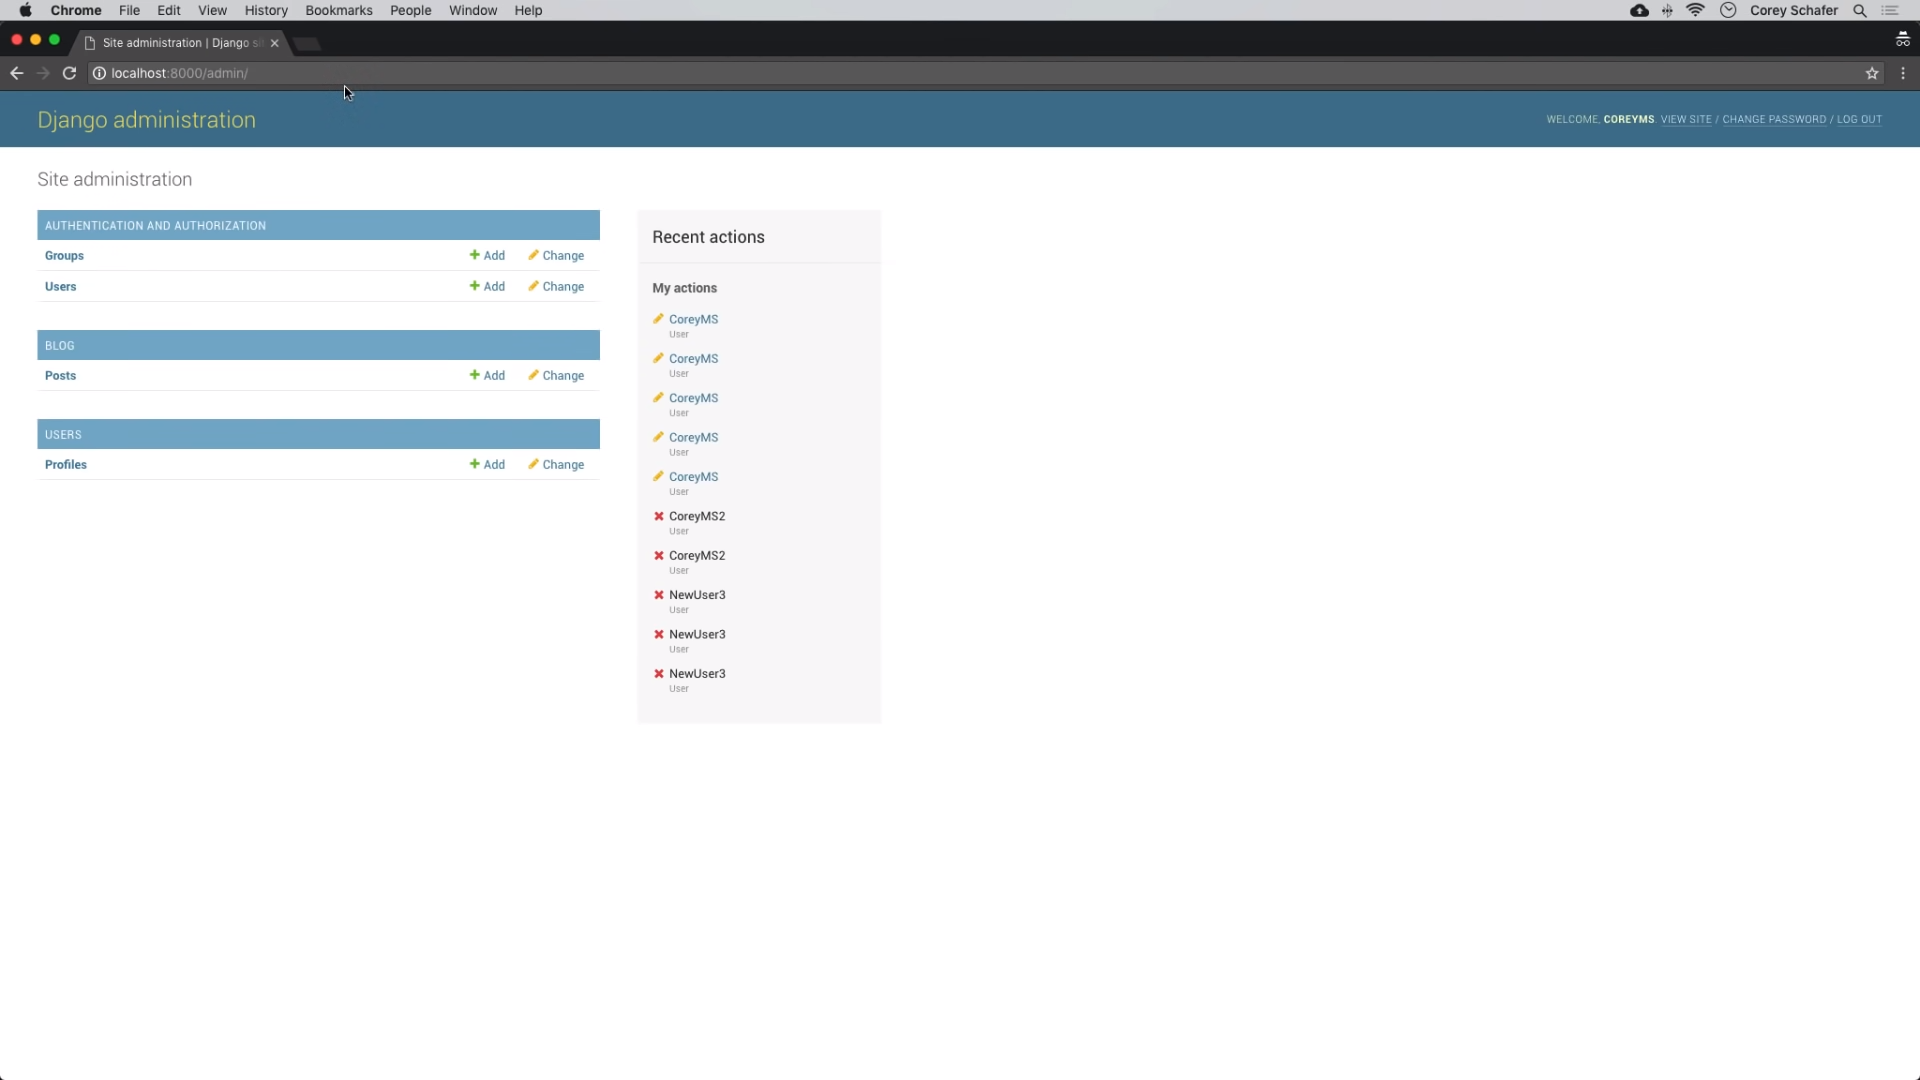 Chrome File Edit View History Bookmarks People Window Help Corey Schafer
Site administration | Django si
localhost:8000/admin/
Django administration
WELCOME, COREYMS. VIEW SITE / CHANGE PASSWORD / LOG OUT
Site administration
AUTHENTICATION AND AUTHORIZATION
Groups Add Change
Users Add Change
BLOG
Posts Add Change
USERS
Profiles Add Change
Recent actions
My actions
CoreyMS
User
CoreyMS
User
CoreyMS
User
CoreyMS
User
CoreyMS
User
CoreyMS2
User
CoreyMS2
User
NewUser3
User
NewUser3
User
NewUser3
User